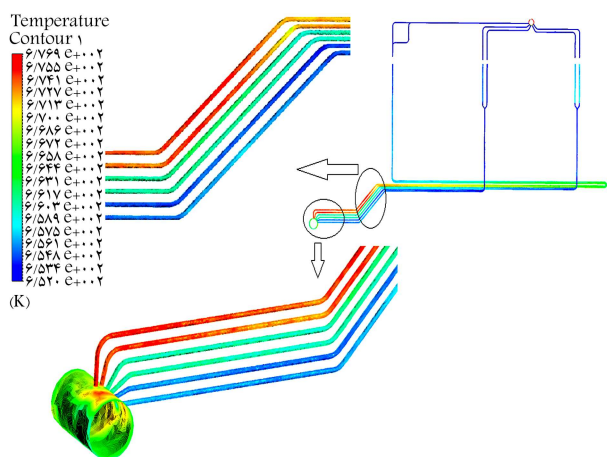 Temperature
Contour ۱
۶/۷۶۹ e+۰۰۲
۶/۷۵۵ e+۰۰۲
۶/۷۴۱ e+۰۰۲
۶/۷۲۷ e+۰۰۲
۶/۷۱۳ e+۰۰۲
۶/۷۰۰ e+۰۰۲
۶/۶۸۶ e+۰۰۲
۶/۶۷۲ e+۰۰۲
۶/۶۵۸ e+۰۰۲
۶/۶۴۴ e+۰۰۲
۶/۶۳۱ e+۰۰۲
۶/۶۱۷ e+۰۰۲
۶/۶۰۳ e+۰۰۲
۶/۵۸۹ e+۰۰۲
۶/۵۷۵ e+۰۰۲
۶/۵۶۱ e+۰۰۲
۶/۵۴۸ e+۰۰۲
۶/۵۳۴ e+۰۰۲
۶/۵۲۰ e+۰۰۲
(K)